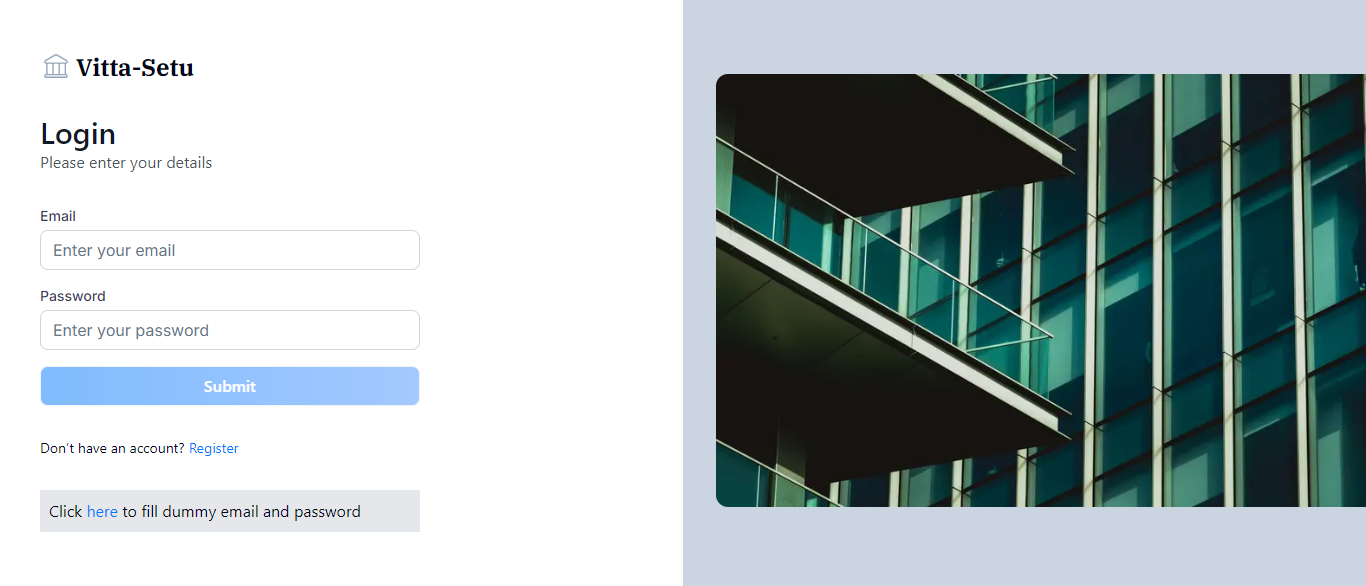 Vitta-Setu
Login
Please enter your details
Email
Enter your email
Password
Enter your password
Submit
Don't have an account? Register
Click here to fill dummy email and password